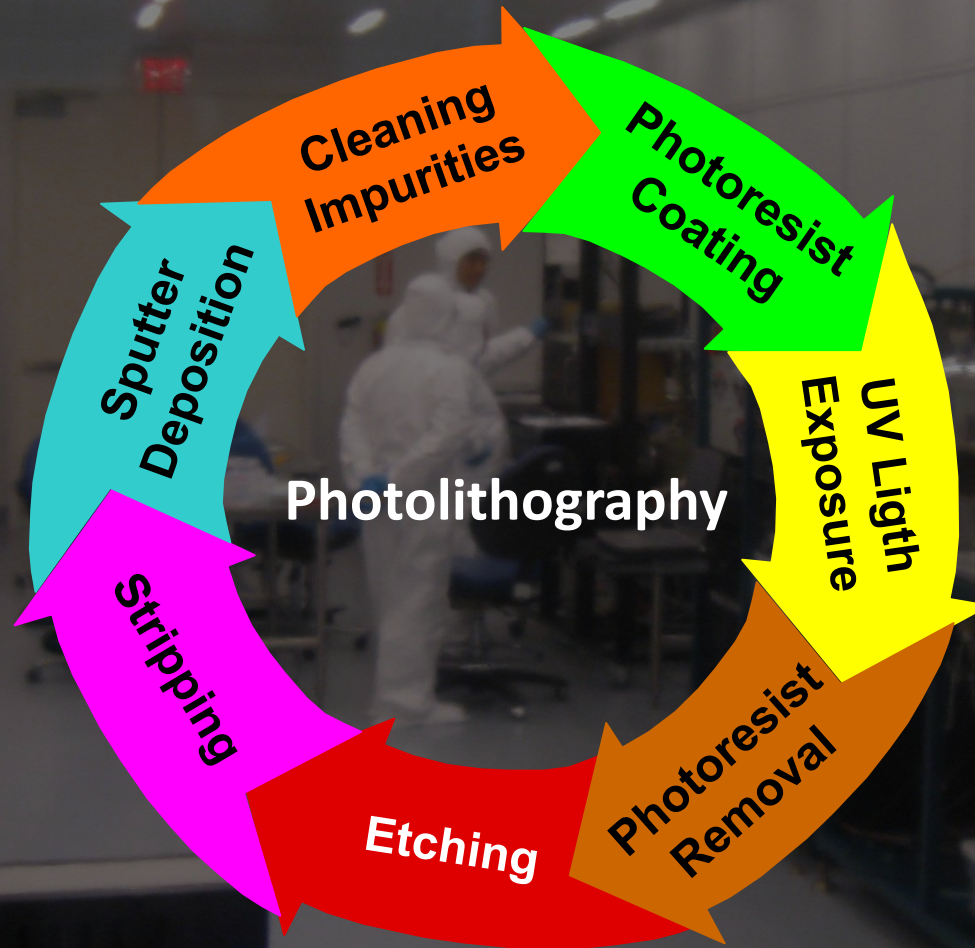 Cleaning
Impurities
Photoresist
Coating
UV Ligth
Exposure
Photoresist
Removal
Etching
Stripping
Sputter
Deposition
Photolithography